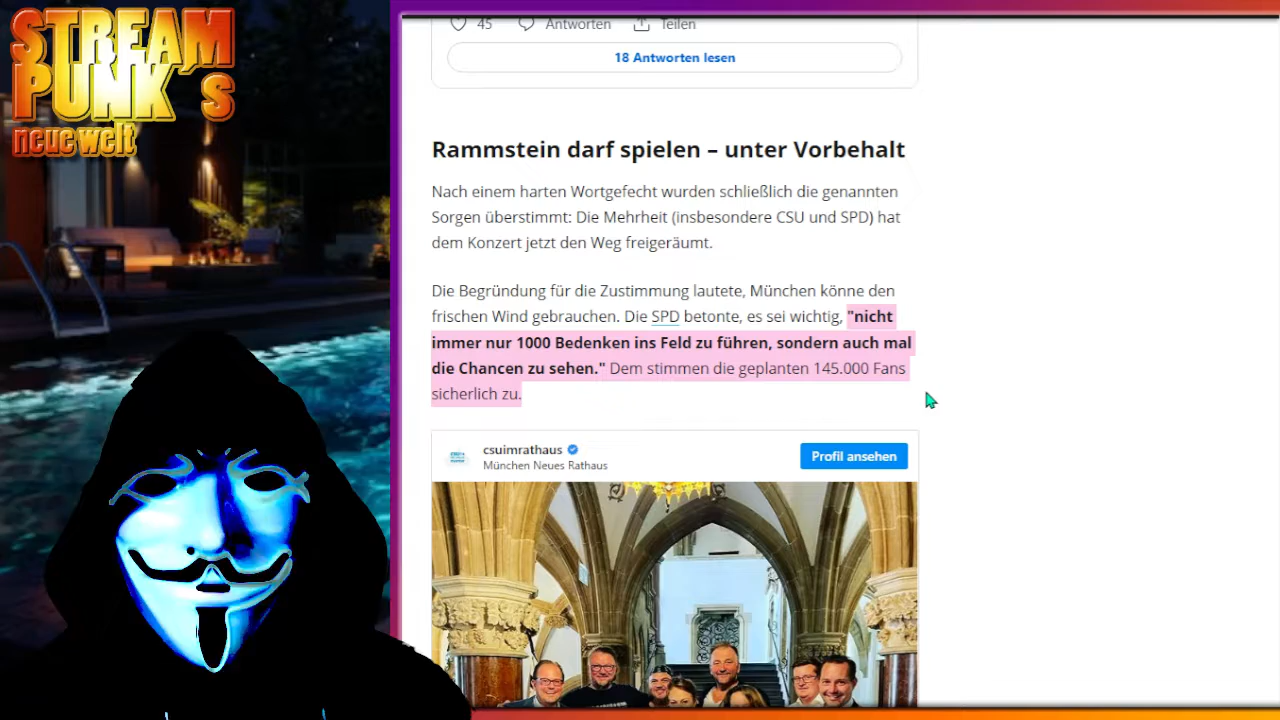 STREAM
PUNK´s
neue welt
45 Antworten Teilen
18 Antworten lesen
Rammstein darf spielen – unter Vorbehalt
Nach einem harten Wortgefecht wurden schließlich die genannten
Sorgen überstimmt: Die Mehrheit (insbesondere CSU und SPD) hat
dem Konzert jetzt den Weg freigeräumt.
Die Begründung für die Zustimmung lautete, München könne den
frischen Wind gebrauchen. Die SPD betonte, es sei wichtig, "nicht
immer nur 1000 Bedenken ins Feld zu führen, sondern auch mal
die Chancen zu sehen." Dem stimmen die geplanten 145.000 Fans
sicherlich zu.
csuimrathaus
München Neues Rathaus
Profil ansehen